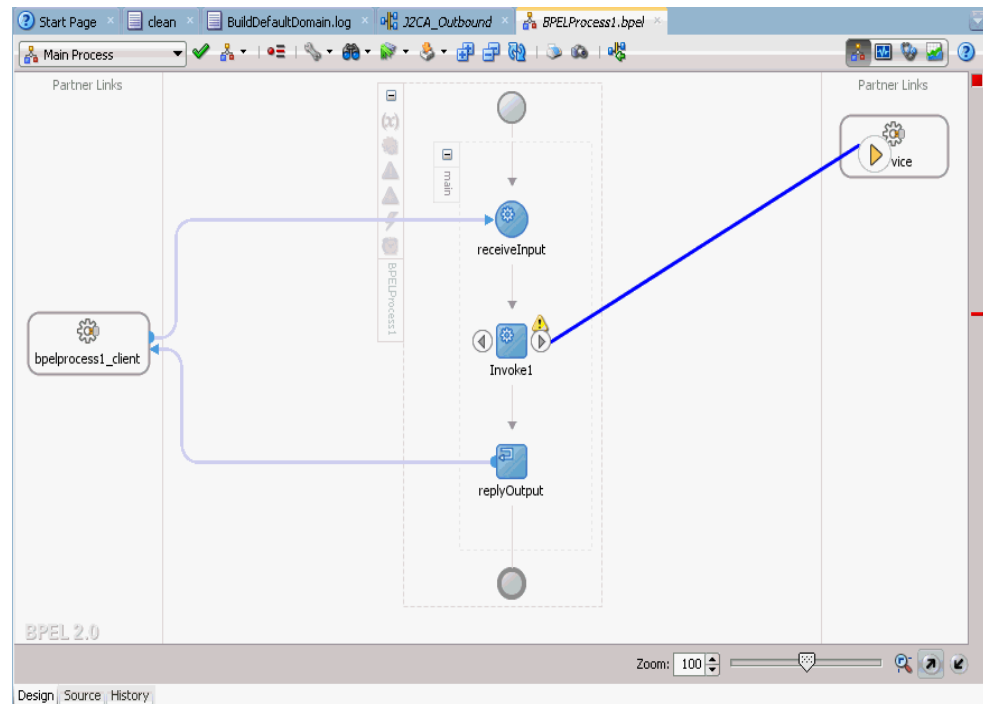 Start Page
clean
BuildDefaultDomain.log
J2CA_Outbound
BPELProcess1.bpel
Main Process
Partner Links
Partner Links
(x)
main
vice
receiveInput
BPELProcess1
bpelprocess1_client
Invoke1
replyOutput
BPEL 2.0
Zoom: 100
Design Source History